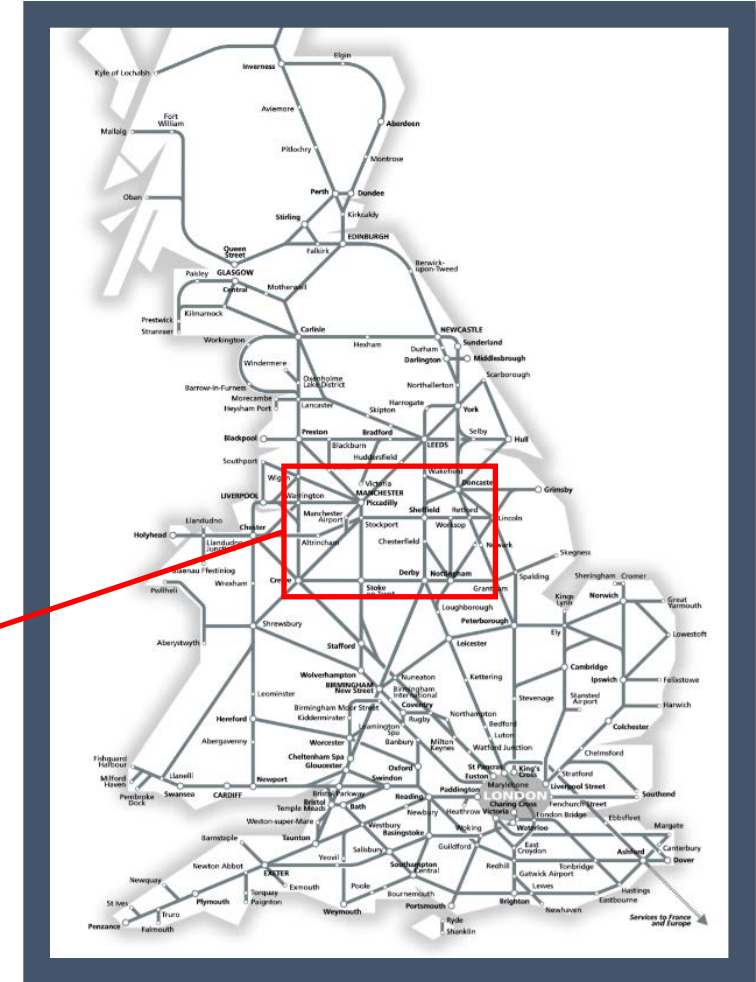 Elgin
Kyle of Lochalsh
Inverness
Aviemore
Fort
William
Mallaig
Aberdeen
Pitlochry
Montrose
Perth
Dundee
Oban
Stirling
Kirkcaldy
EDINBURGH
Queen
Street
Falkirk
Berwick-
upon-Tweed
Paisley
GLASGOW
Central
Motherwell
Kilmarnock
Prestwick
Stranraer
Carlisle
NEWCASTLE
Workington
Hexham
Sunderland
Durham
Darlington
Middlesbrough
Windermere
Scarborough
Oxenholme
Lake District
Northallerton
Barrow-in-Furness
Morecambe
Heysham Port
Lancaster
Harrogate
York
Skipton
Blackpool
Preston
Bradford
Selby
Hull
Blackburn
LEEDS
Southport
Huddersfield
Wakefield
Wigan
Victoria
Doncaster
LIVERPOOL
Warrington
MANCHESTER
Piccadilly
Grimsby
Manchester
Airport
Sheffield
Retford
Lincoln
Llandudno
Stockport
Worksop
Holyhead
Chester
Llandudno
Junction
Altrincham
Chesterfield
Newark
Skegness
Blaenau Ffestiniog
Crewe
Derby
Nottingham
Spalding
Sheringham
Cromer
Pwllheli
Wrexham
Stoke
on Trent
Grantham
Kings
Lynn
Norwich
Great
Yarmouth
Loughborough
Shrewsbury
Peterborough
Ely
Lowestoft
Aberystwyth
Stafford
Leicester
Wolverhampton
Nuneaton
Kettering
Cambridge
BIRMINGHAM
New Street
Birmingham
International
Ipswich
Felixstowe
Leominster
Coventry
Stevenage
Stansted
Airport
Birmingham Moor Street
Kidderminster
Rugby
Northampton
Harwich
Hereford
Leamington
Spa
Bedford
Colchester
Abergavenny
Worcester
Banbury
Milton
Keynes
Luton
Watford Junction
Chelmsford
Fishguard
Harbour
Cheltenham Spa
Gloucester
Oxford
St Pancras
Euston
King's
Cross
Stratford
Milford
Haven
Llanelli
Newport
Swindon
Marylebone
Liverpool Street
Pembroke
Dock
Swansea
CARDIFF
Bristol Parkway
Reading
Paddington
LONDON
Southend
Bristol
Temple Meads
Bath
Newbury
Heathrow
Victoria
Charing Cross
Fenchurch Street
Weston-super-Mare
London Bridge
Ebbsfleet
Barnstaple
Taunton
Westbury
Basingstoke
Woking
Waterloo
Margate
Yeovil
Salisbury
Guildford
East
Croydon
Canterbury
Newton Abbot
Southampton
Central
Redhill
Tonbridge
Ashford
Dover
Newquay
EXETER
Gatwick Airport
St Ives
Exmouth
Poole
Bournemouth
Lewes
Hastings
Truro
Plymouth
Torquay
Paignton
Weymouth
Portsmouth
Brighton
Eastbourne
Penzance
Falmouth
Newhaven
Ryde
Shanklin
Services to France
and Europe